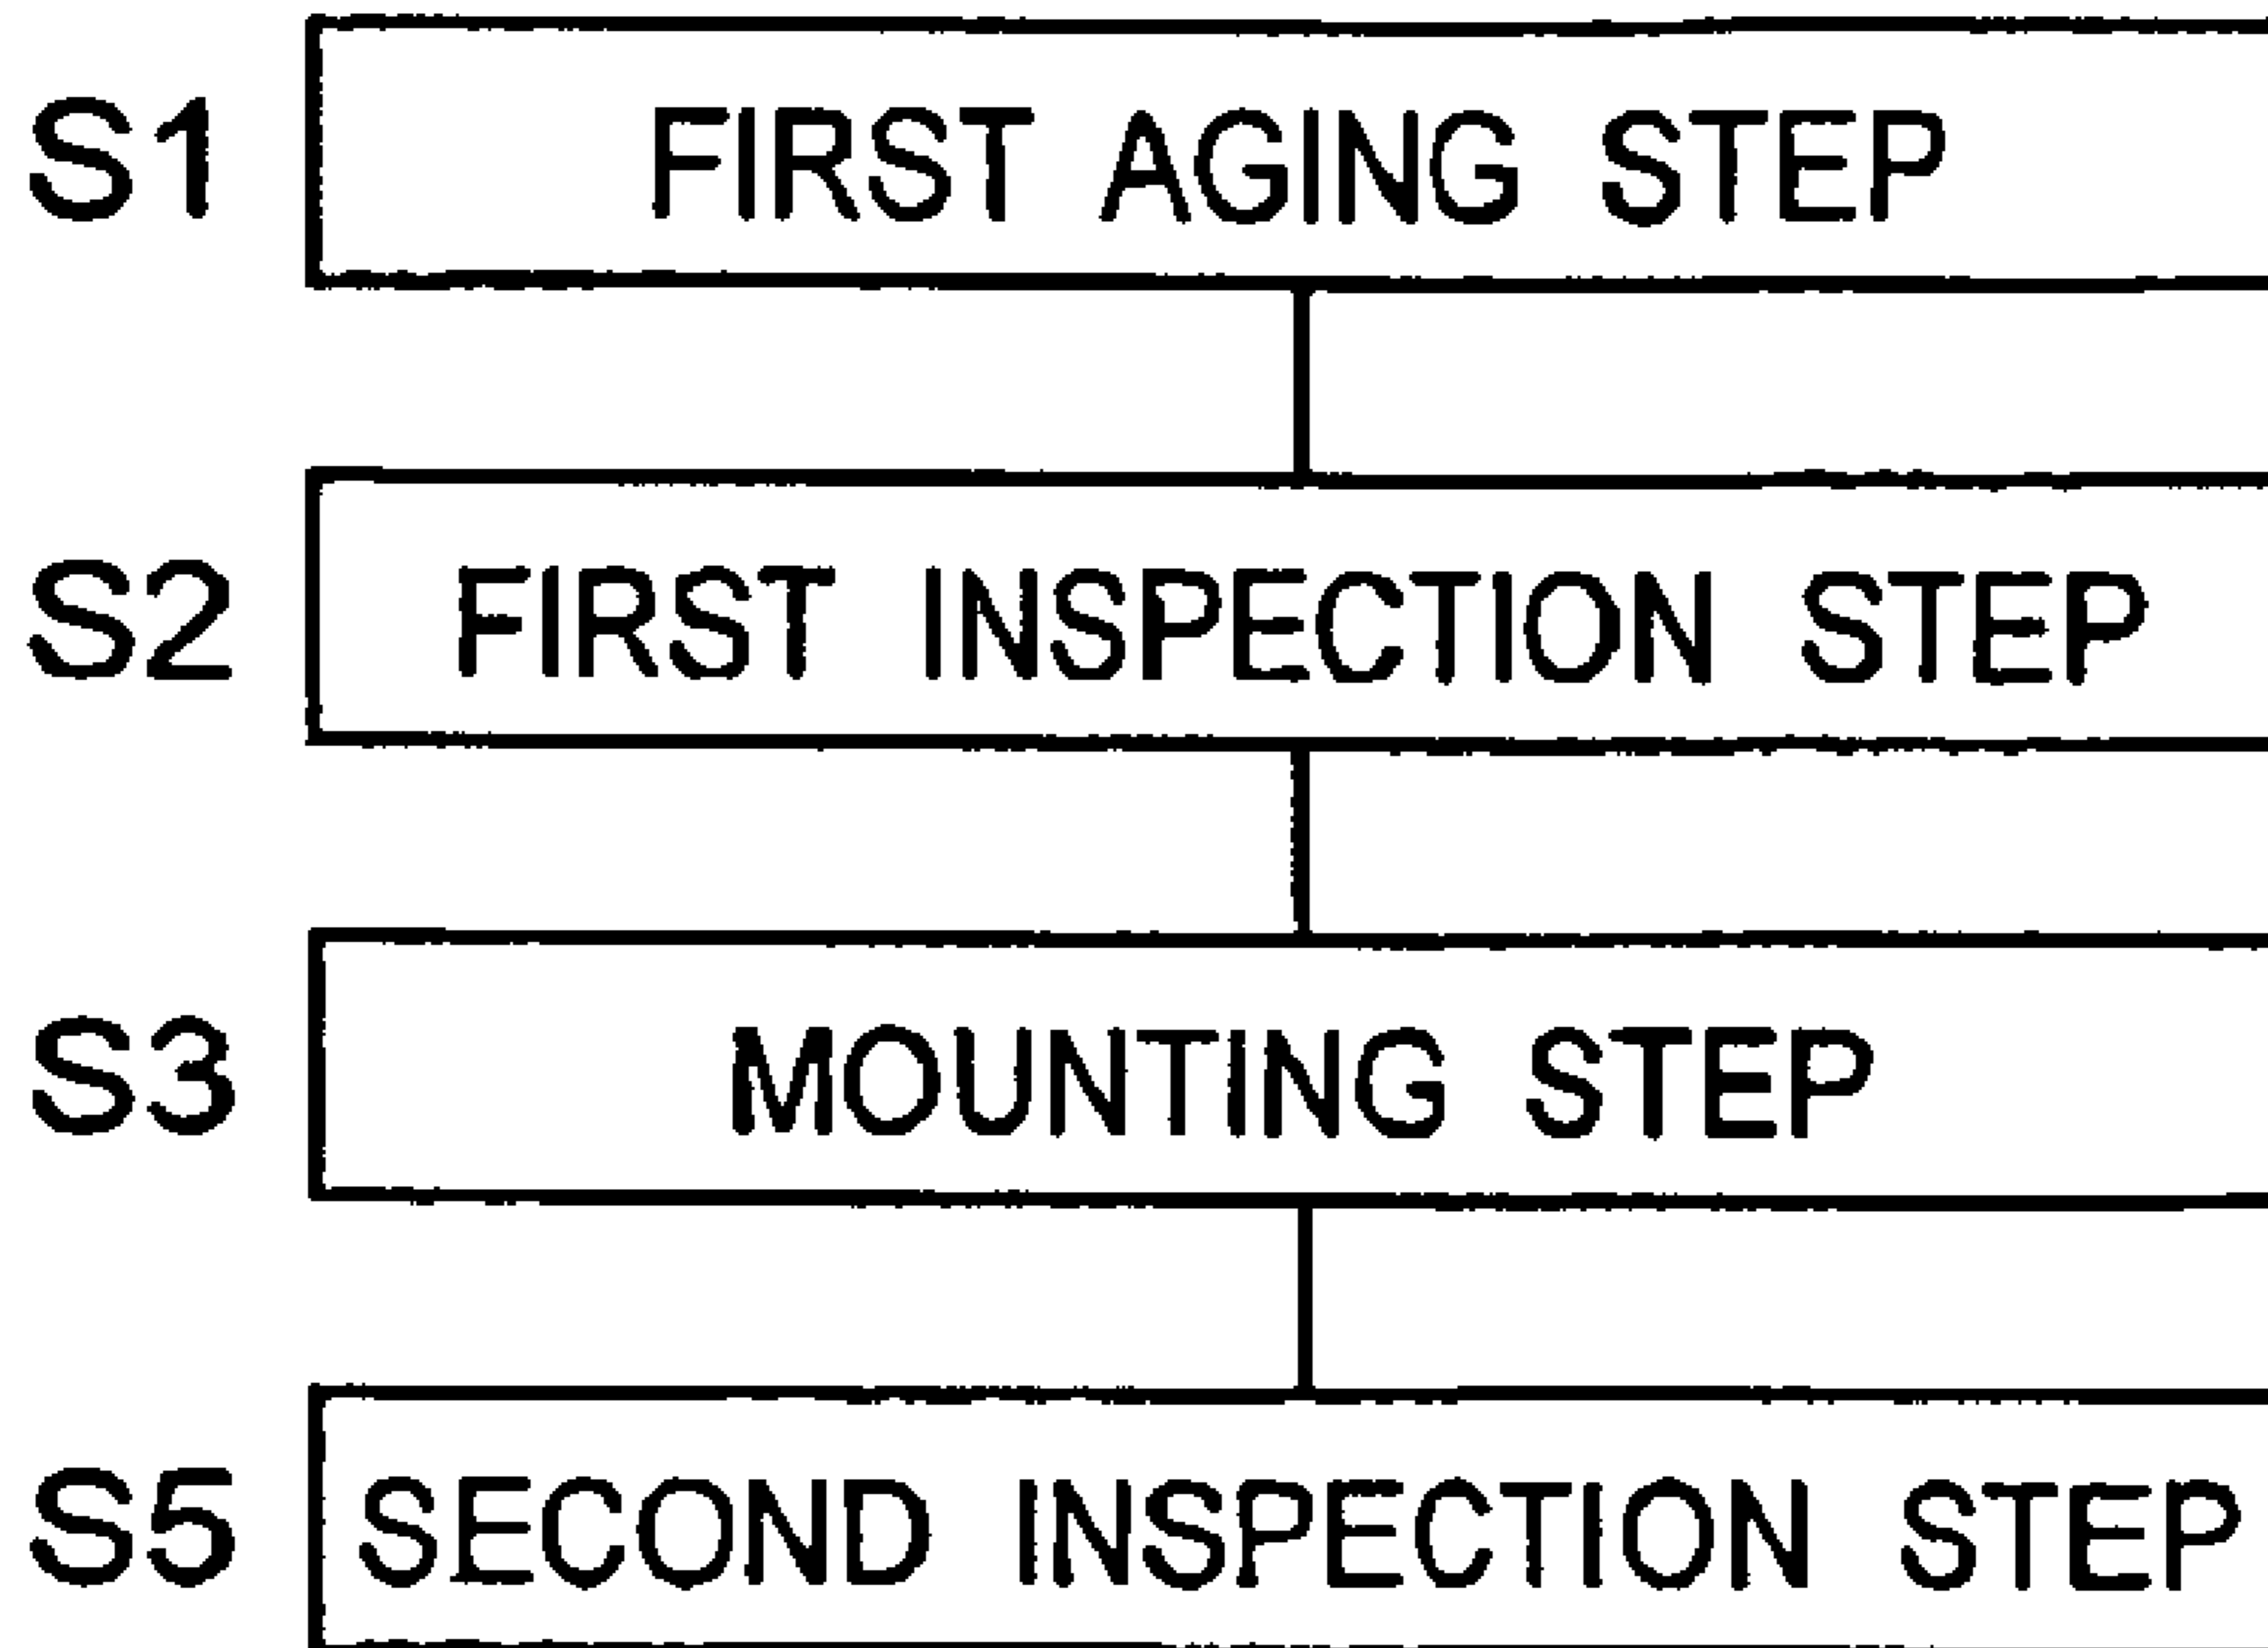 S1 FIRST AGING STEP
S2 FIRST INSPECTION STEP
S3 MOUNTING STEP
S5 SECOND INSPECTION STEP